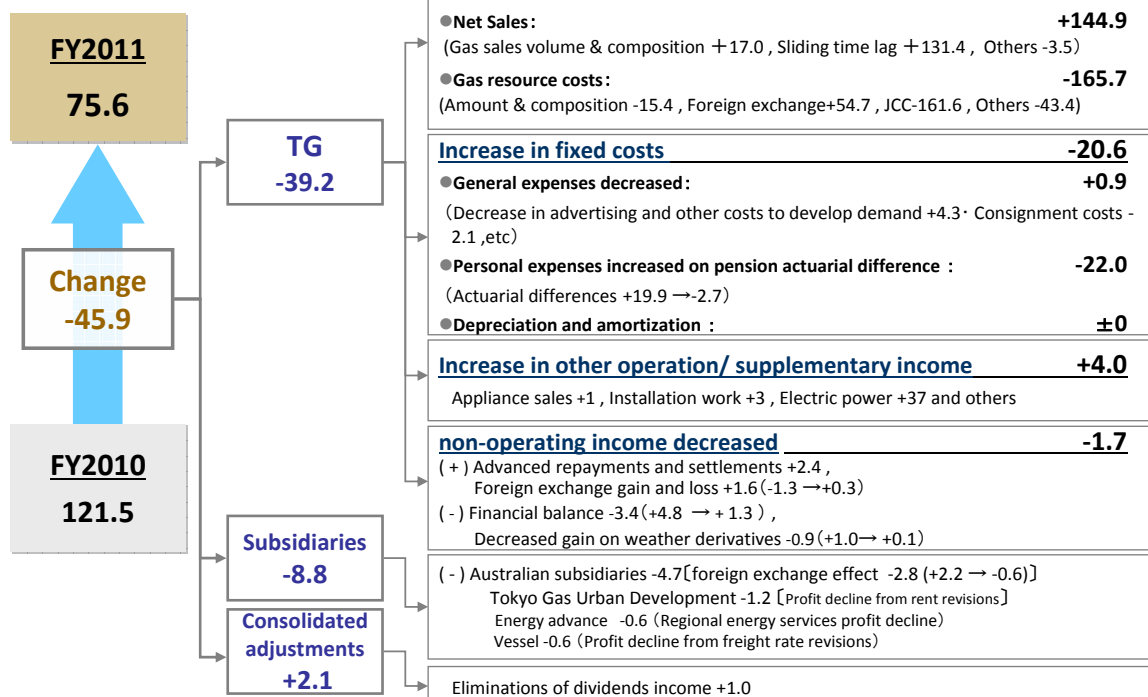 FY2011
75.6
Change
-45.9
FY2010
121.5
TG
-39.2
Subsidiaries
-8.8
Consolidated
adjustments
+2.1
●Net Sales: +144.9
(Gas sales volume & composition +17.0 , Sliding time lag +131.4 , Others -3.5)
●Gas resource costs: -165.7
(Amount & composition -15.4 , Foreign exchange+54.7 , JCC-161.6 , Others -43.4)
Increase in fixed costs -20.6
●General expenses decreased: +0.9
(Decrease in advertising and other costs to develop demand +4.3・ Consignment costs -
2.1 ,etc)
●Personal expenses increased on pension actuarial difference : -22.0
(Actuarial differences +19.9 →-2.7)
●Depreciation and amortization : ±0
Increase in other operation/ supplementary income +4.0
Appliance sales +1 , Installation work +3 , Electric power +37 and others
non-operating income decreased -1.7
( + ) Advanced repayments and settlements +2.4 ,
Foreign exchange gain and loss +1.6(-1.3 →+0.3)
( - ) Financial balance -3.4(+4.8 → + 1.3 ) ,
Decreased gain on weather derivatives -0.9(+1.0→ +0.1)
( - ) Australian subsidiaries -4.7〔foreign exchange effect -2.8 (+2.2 → -0.6)〕
Tokyo Gas Urban Development -1.2〔Profit decline from rent revisions〕
Energy advance -0.6 (Regional energy services profit decline)
Vessel -0.6 (Profit decline from freight rate revisions)
Eliminations of dividends income +1.0